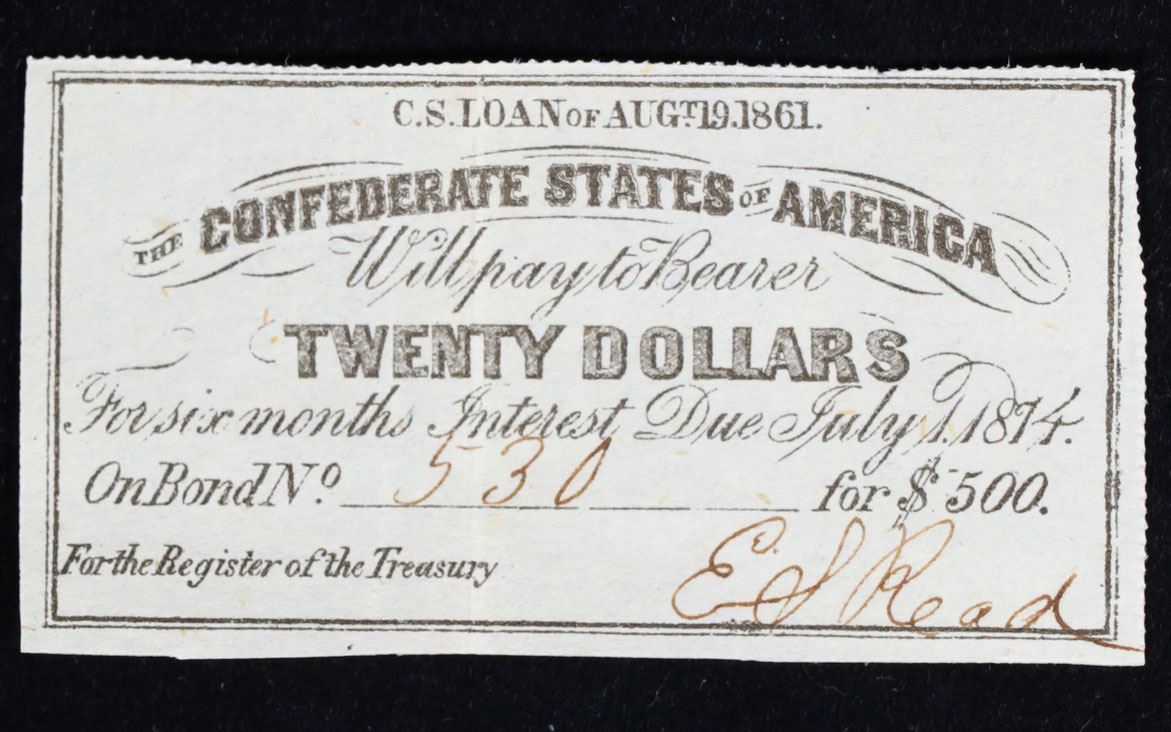 C.S. LOAN OF AUGT. 19. 1861.
THE CONFEDERATE STATES OF AMERICA
Will pay to Bearer
TWENTY DOLLARS
For six months Interest Due July 1. 1874.
On Bond No. 530 for $500.
For the Register of the Treasury
E S Read